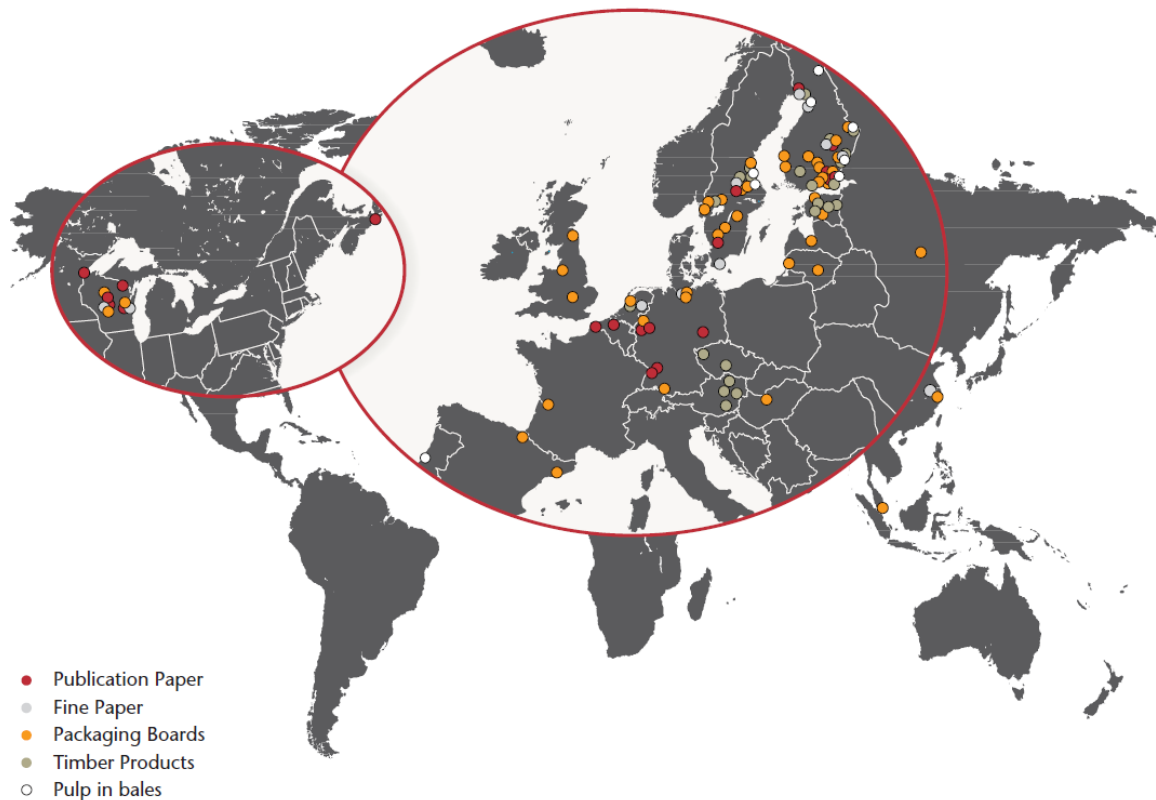 Publication Paper
Fine Paper
Packaging Boards
Timber Products
Pulp in bales